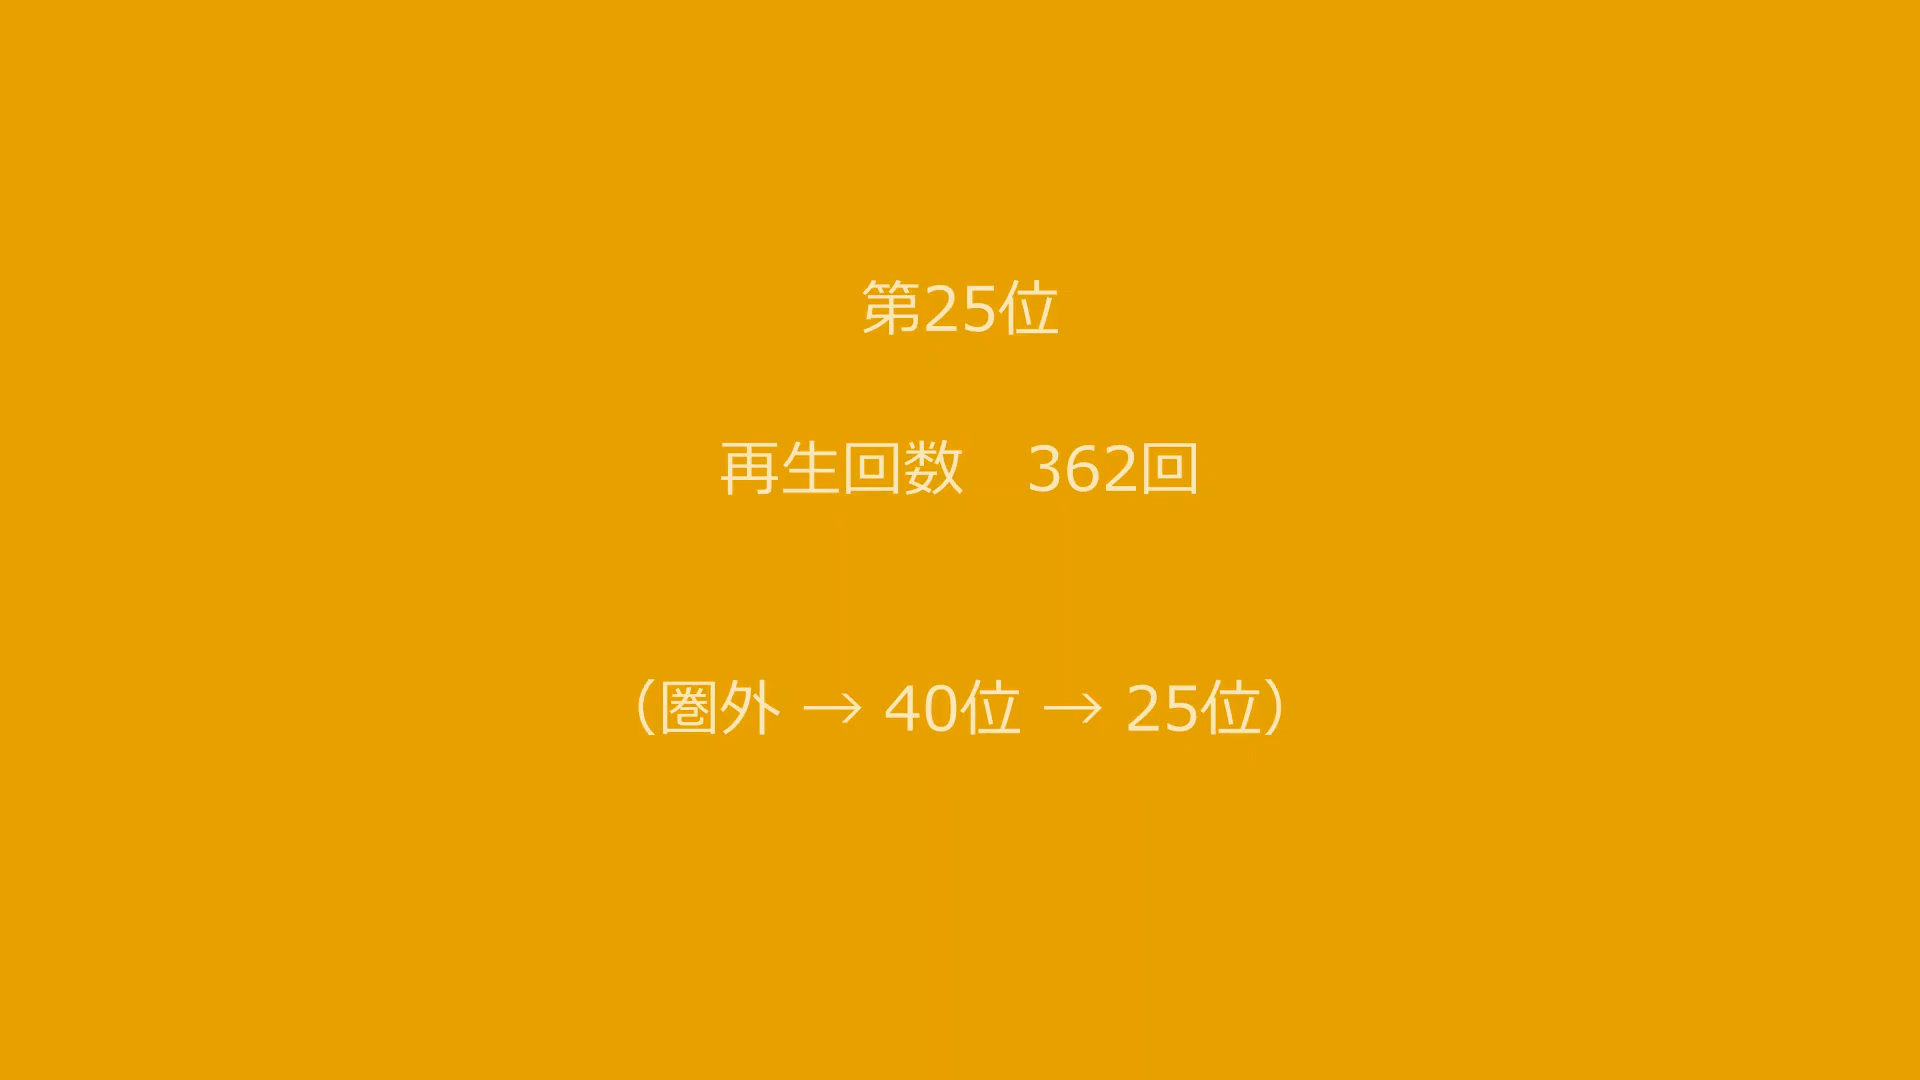 第25位
再生回数　362回
（圏外 → 40位 → 25位）